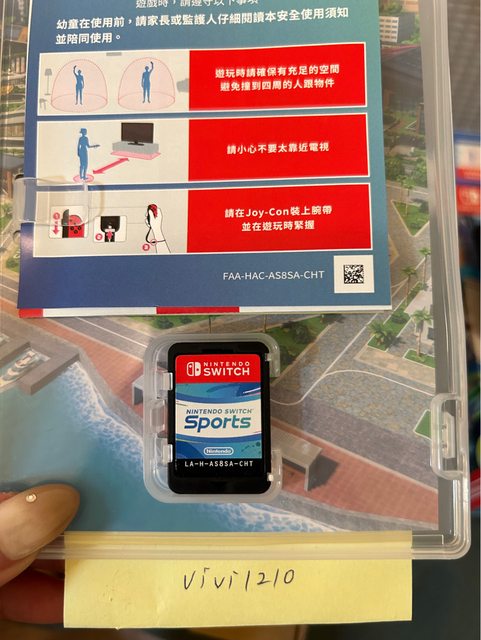 遊戲時，請遵守以下事項
幼童在使用前，請家長或監護人仔細閱讀本安全使用須知
並陪同使用。
遊玩時請確保有充足的空間
避免撞到四周的人跟物件
請小心不要太靠近電視
請在Joy-Con裝上腕帶
並在遊玩時緊握
FAA-HAC-AS8SA-CHT
NINTENDO
SWITCH
NINTENDO SWITCH
Sports
Nintendo
LA-H-AS8SA-CHT
vivi1210